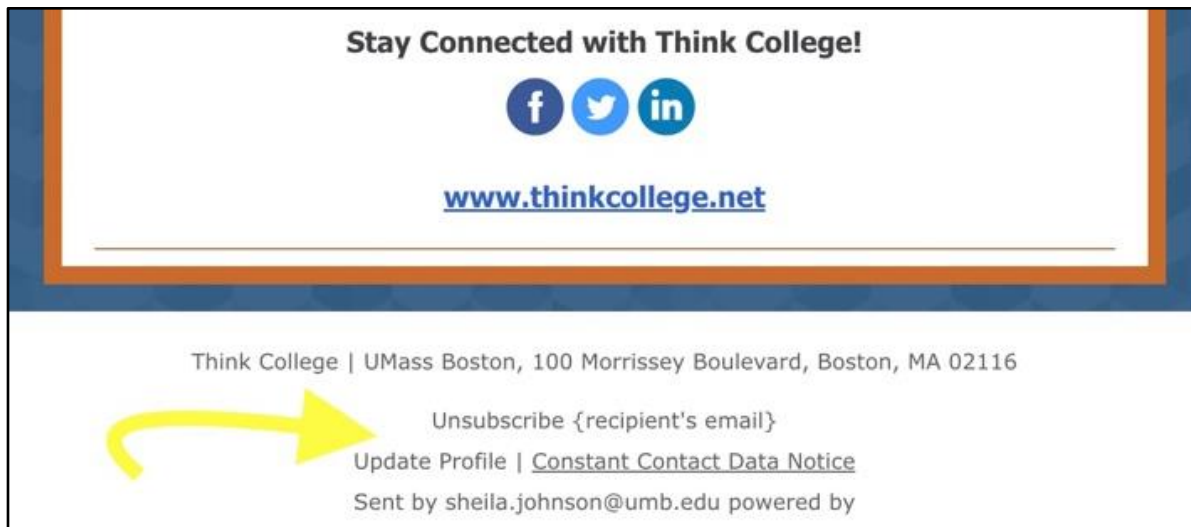 Stay Connected with Think College!
f in
www.thinkcollege.net
Think College | UMass Boston, 100 Morrissey Boulevard, Boston, MA 02116
Unsubscribe {recipient's email}
Update Profile | Constant Contact Data Notice
Sent by sheila.johnson@umb.edu powered by